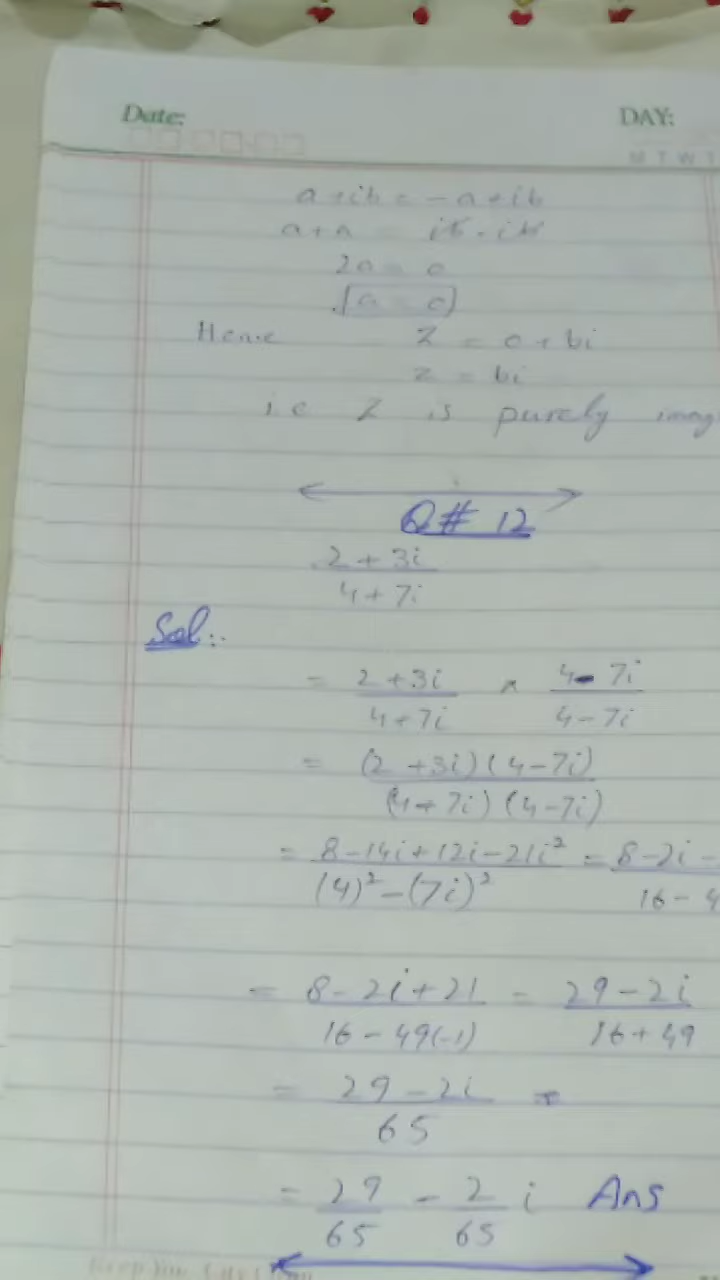 Date: DAY:
M T W T
a + ib = - a + ib
a + a = ib - ib
2a = 0
a = 0
Hence Z = 0 + bi
z = bi
i.e Z is purely imag
Q# 12
2 + 3i
4 + 7i
Sol:.
= 2 + 3i × 4 - 7i
4 + 7i 4 - 7i
= (2 + 3i)(4 - 7i)
(4 + 7i)(4 - 7i)
= 8 - 14i + 12i - 21i² = 8 - 2i -
(4)² - (7i)² 16 - 4
= 8 - 2i + 21 = 29 - 2i
16 - 49(-1) 16 + 49
= 29 - 2i =
65
= 29 - 2 i Ans
65 65